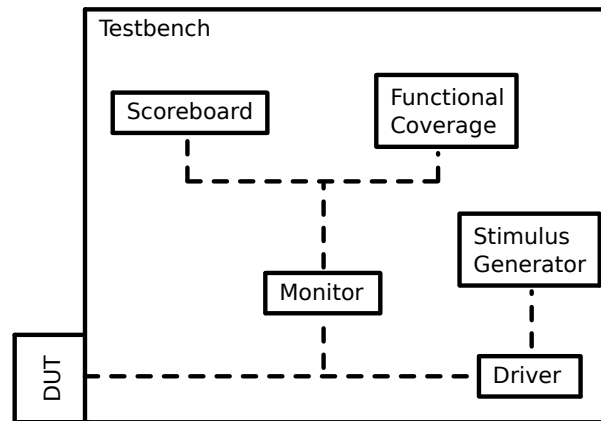 Testbench
Scoreboard
Functional
Coverage
Stimulus
Generator
Monitor
DUT
Driver